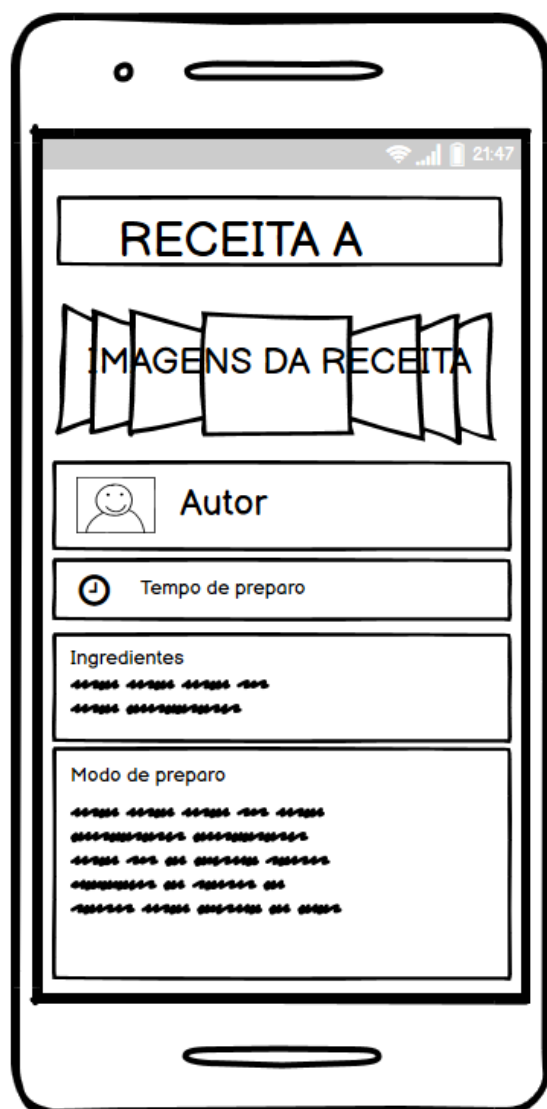 21:47
RECEITA A
IMAGENS DA RECEITA
Autor
Tempo de preparo
Ingredientes
Modo de preparo